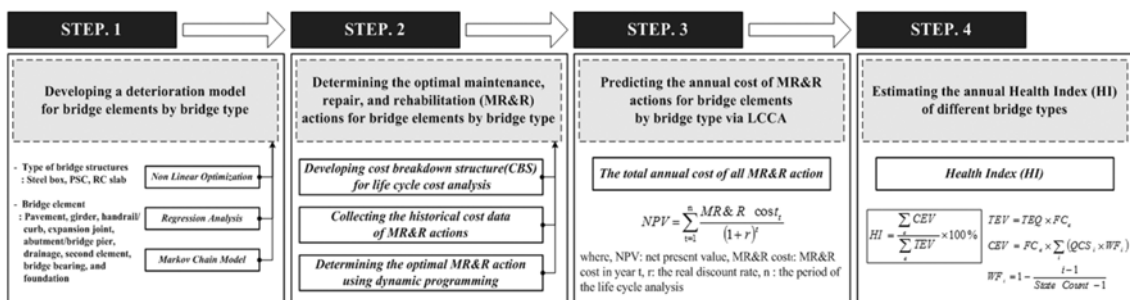 STEP. 1
Developing a deterioration model
for bridge elements by bridge type
- Type of bridge structures
: Steel box, PSC, RC slab
- Bridge element
: Pavement, girder, handrail/
curb, expansion joint,
abutment/bridge pier,
drainage, second element,
bridge bearing, and
foundation
Non Linear Optimization
Regression Analysis
Markov Chain Model
STEP. 2
Determining the optimal maintenance,
repair, and rehabilitation (MR&R)
actions for bridge elements by bridge type
Developing cost breakdown structure(CBS)
for life cycle cost analysis
Collecting the historical cost data
of MR&R actions
Determining the optimal MR&R action
using dynamic programming
STEP. 3
Predicting the annual cost of MR&R
actions for bridge elements
by bridge type via LCCA
The total annual cost of all MR&R action
NPV = ∑_{t=1}^{n} MR& R cost_t / (1+r)^t
where, NPV: net present value, MR&R cost: MR&R
cost in year t, r: the real discount rate, n : the period of
the life cycle analysis
STEP. 4
Estimating the annual Health Index (HI)
of different bridge types
Health Index (HI)
HI = ∑_e CEV / ∑_e TEV × 100%
TEV = TEQ × FC_e
CEV = FC_e × ∑_i (QCS_i × WF_i)
WF_i = 1 − (i−1) / (State Count −1)